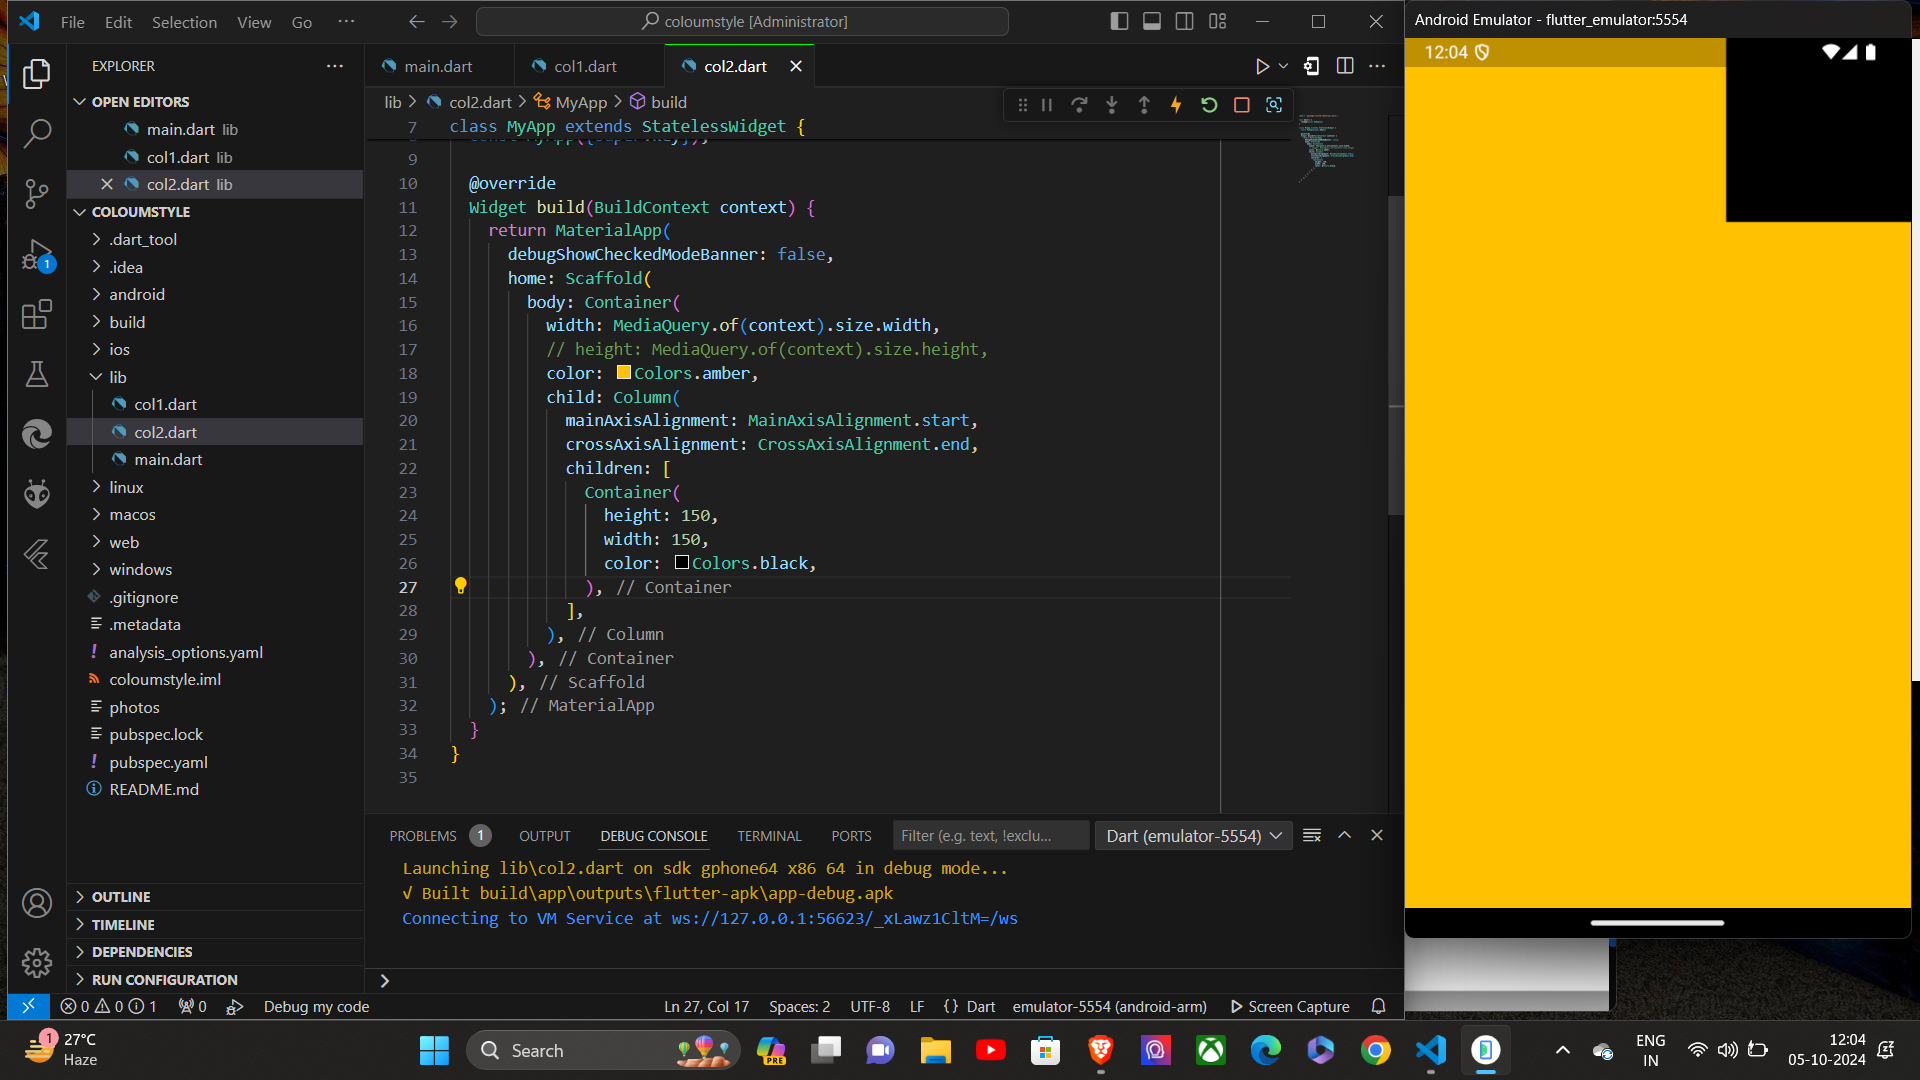 File Edit Selection View Go ...
coloumstyle [Administrator]
Android Emulator - flutter_emulator:5554
12:04
EXPLORER
OPEN EDITORS
main.dart lib
col1.dart lib
col2.dart lib
COLOUMSTYLE
.dart_tool
.idea
android
build
ios
lib
col1.dart
col2.dart
main.dart
linux
macos
web
windows
.gitignore
.metadata
analysis_options.yaml
coloumstyle.iml
photos
pubspec.lock
pubspec.yaml
README.md
OUTLINE
TIMELINE
DEPENDENCIES
RUN CONFIGURATION
1
main.dart col1.dart col2.dart
lib > col2.dart > MyApp > build
7 class MyApp extends StatelessWidget {
9
10 @override
11 Widget build(BuildContext context) {
12 return MaterialApp(
13 debugShowCheckedModeBanner: false,
14 home: Scaffold(
15 body: Container(
16 width: MediaQuery.of(context).size.width,
17 // height: MediaQuery.of(context).size.height,
18 color: Colors.amber,
19 child: Column(
20 mainAxisAlignment: MainAxisAlignment.start,
21 crossAxisAlignment: CrossAxisAlignment.end,
22 children: [
23 Container(
24 height: 150,
25 width: 150,
26 color: Colors.black,
27 ), // Container
28 ],
29 ), // Column
30 ), // Container
31 ), // Scaffold
32 ); // MaterialApp
33 }
34 }
35
PROBLEMS 1 OUTPUT DEBUG CONSOLE TERMINAL PORTS Filter (e.g. text, !exclu... Dart (emulator-5554)
Launching lib\col2.dart on sdk gphone64 x86 64 in debug mode...
√ Built build\app\outputs\flutter-apk\app-debug.apk
Connecting to VM Service at ws://127.0.0.1:56623/_xLawz1CltM=/ws
0 0 1 0 Debug my code Ln 27, Col 17 Spaces: 2 UTF-8 LF {} Dart emulator-5554 (android-arm) Screen Capture
1
27°C
Haze
Search
PRE
ENG
IN
12:04
05-10-2024